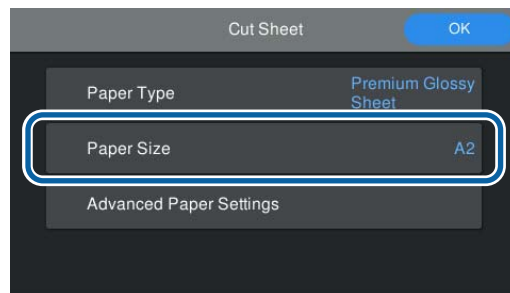 Cut Sheet
OK
Paper Type
Premium Glossy
Sheet
Paper Size
A2
Advanced Paper Settings